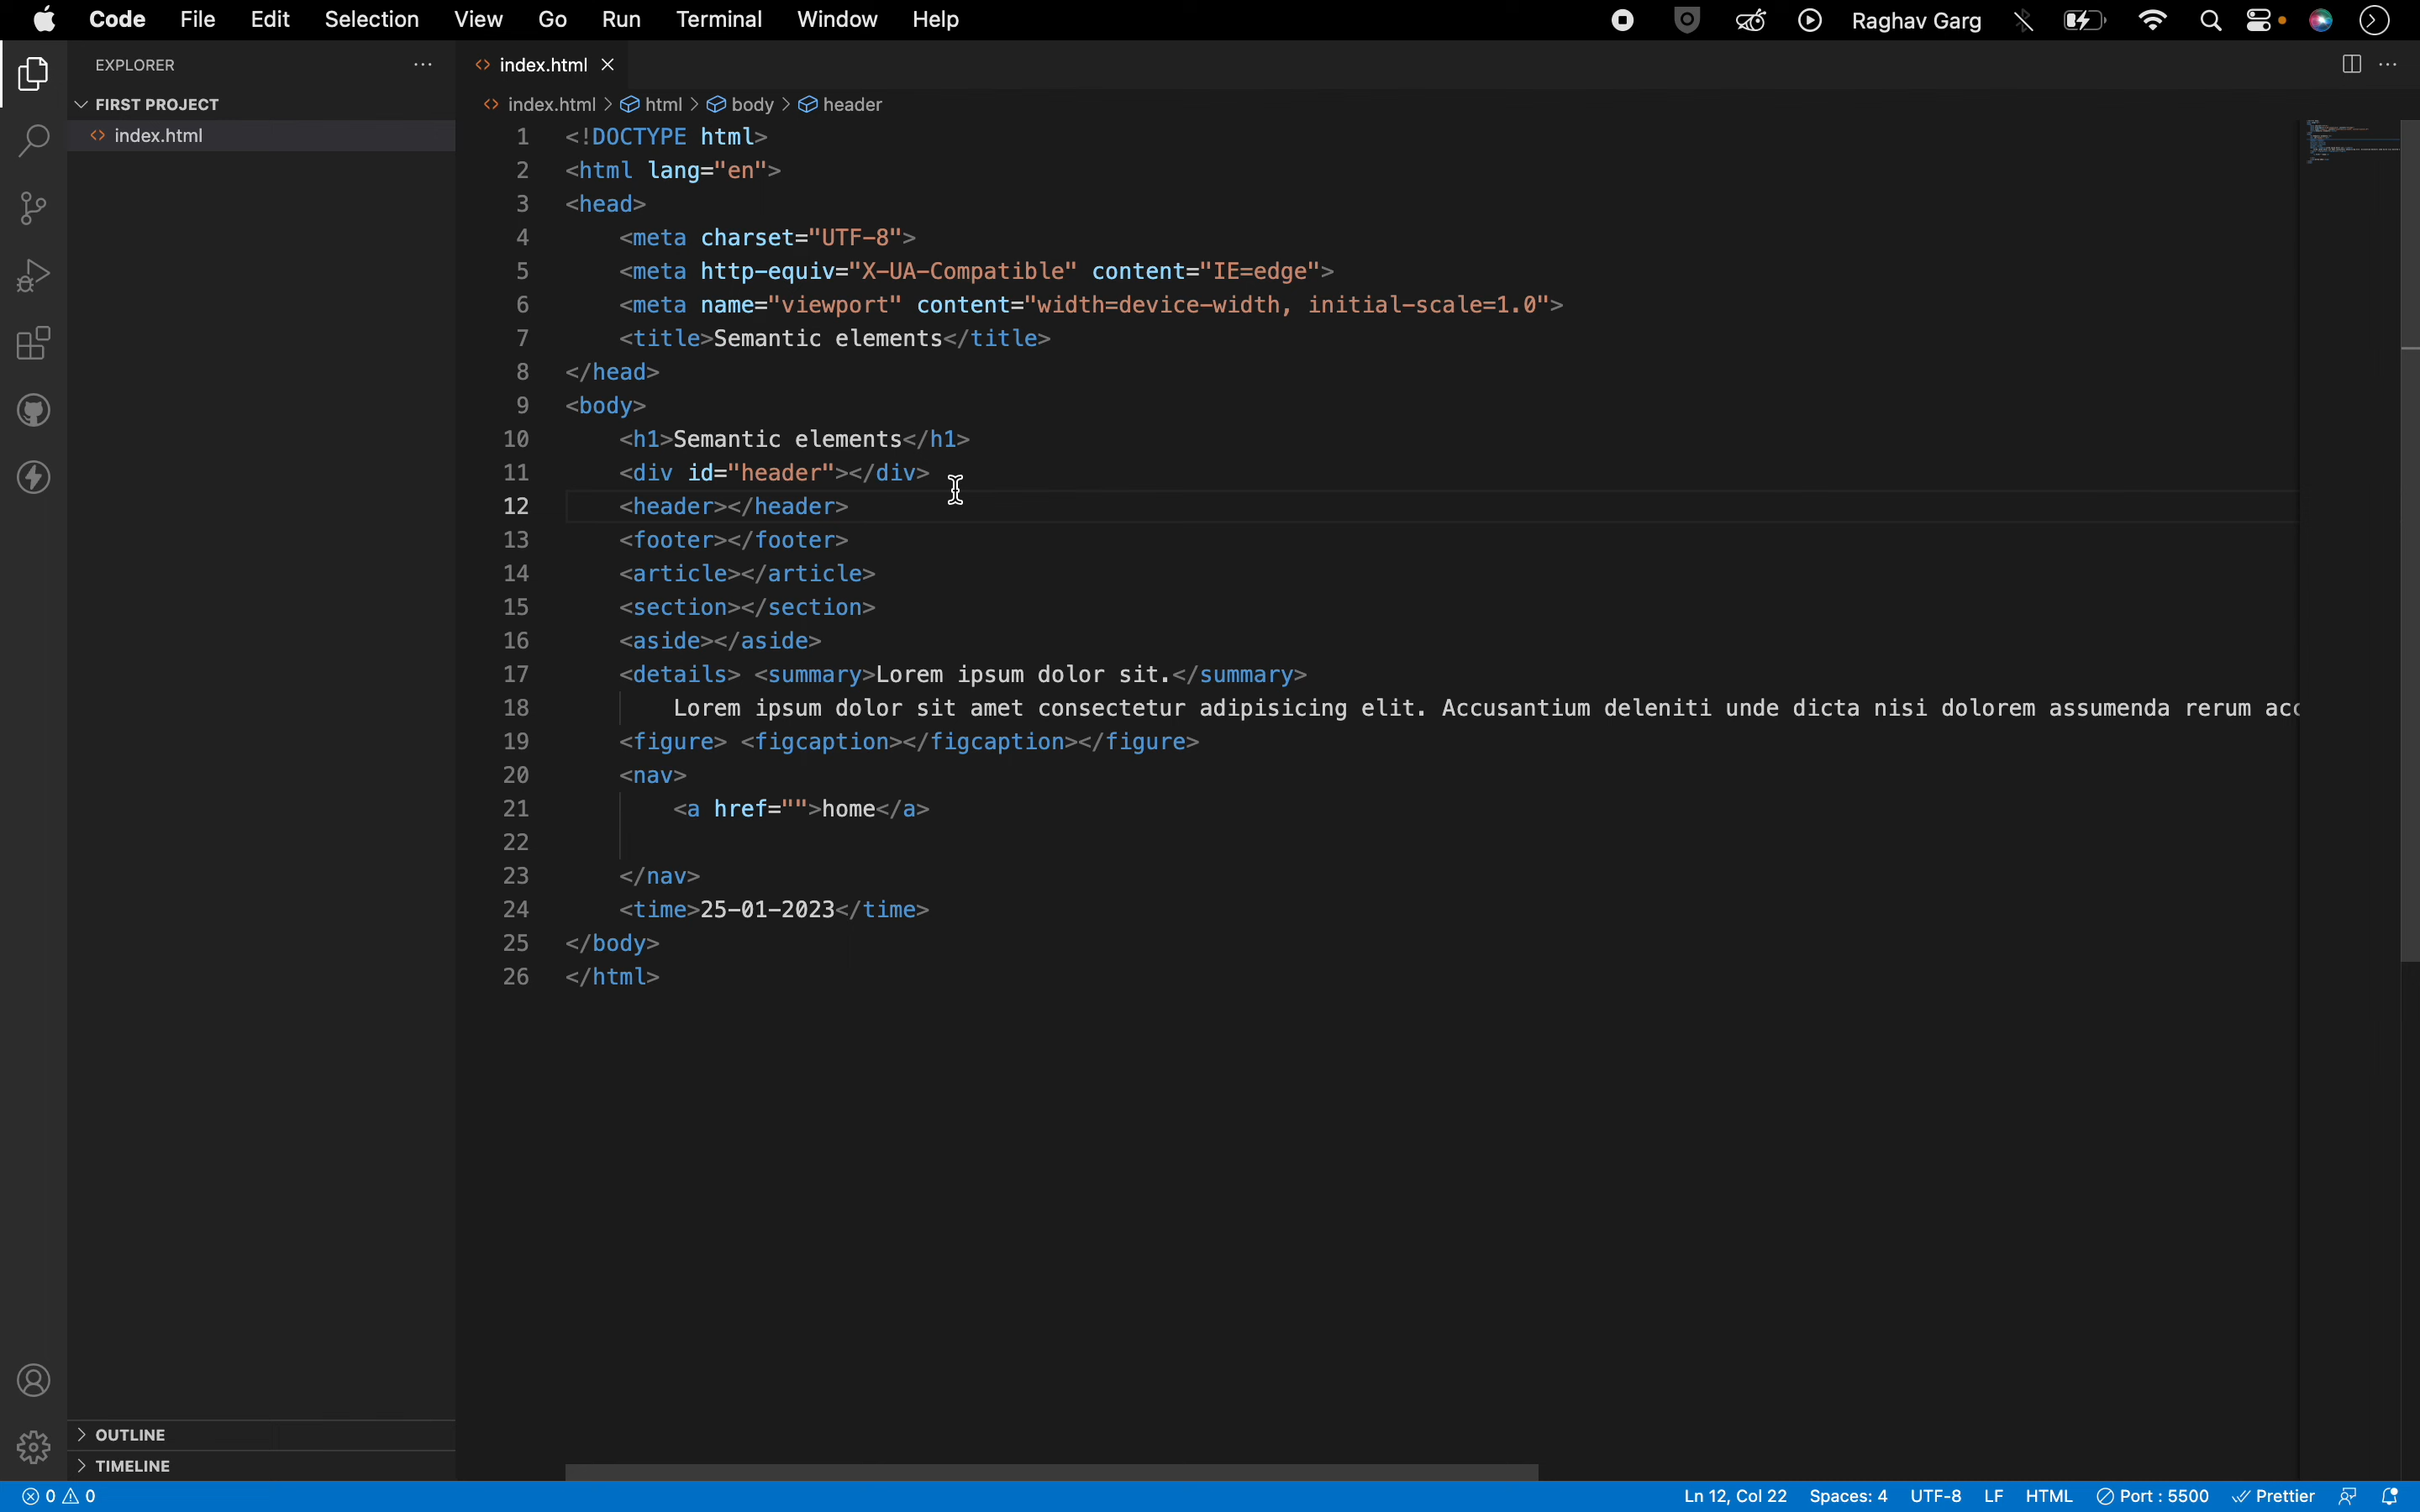 Code File Edit Selection View Go Run Terminal Window Help Raghav Garg
EXPLORER
FIRST PROJECT
index.html
index.html
index.html > html > body > header
1 <!DOCTYPE html>
2 <html lang="en">
3 <head>
4 <meta charset="UTF-8">
5 <meta http-equiv="X-UA-Compatible" content="IE=edge">
6 <meta name="viewport" content="width=device-width, initial-scale=1.0">
7 <title>Semantic elements</title>
8 </head>
9 <body>
10 <h1>Semantic elements</h1>
11 <div id="header"></div>
12 <header></header>
13 <footer></footer>
14 <article></article>
15 <section></section>
16 <aside></aside>
17 <details> <summary>Lorem ipsum dolor sit.</summary>
18 Lorem ipsum dolor sit amet consectetur adipisicing elit. Accusantium deleniti unde dicta nisi dolorem assumenda rerum acc
19 <figure> <figcaption></figcaption></figure>
20 <nav>
21 <a href="">home</a>
22
23 </nav>
24 <time>25-01-2023</time>
25 </body>
26 </html>
OUTLINE
TIMELINE
0 0 Ln 12, Col 22 Spaces: 4 UTF-8 LF HTML Port : 5500 Prettier